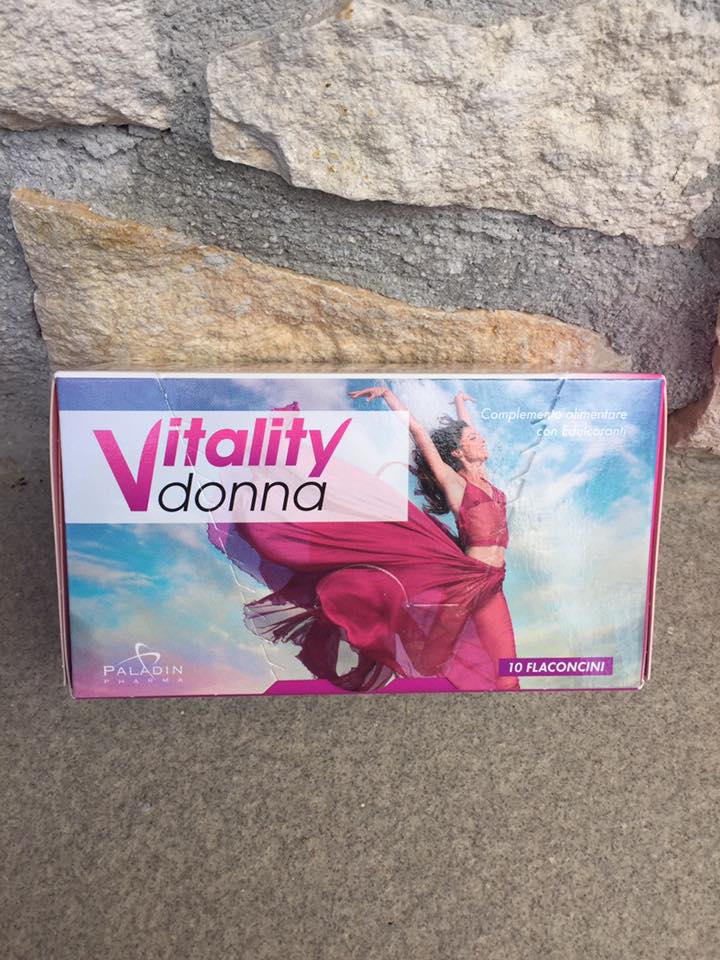 Vitality
donna
Complemento alimentare
con Edulcoranti
PALADIN
PHARMA
10 FLACONCINI